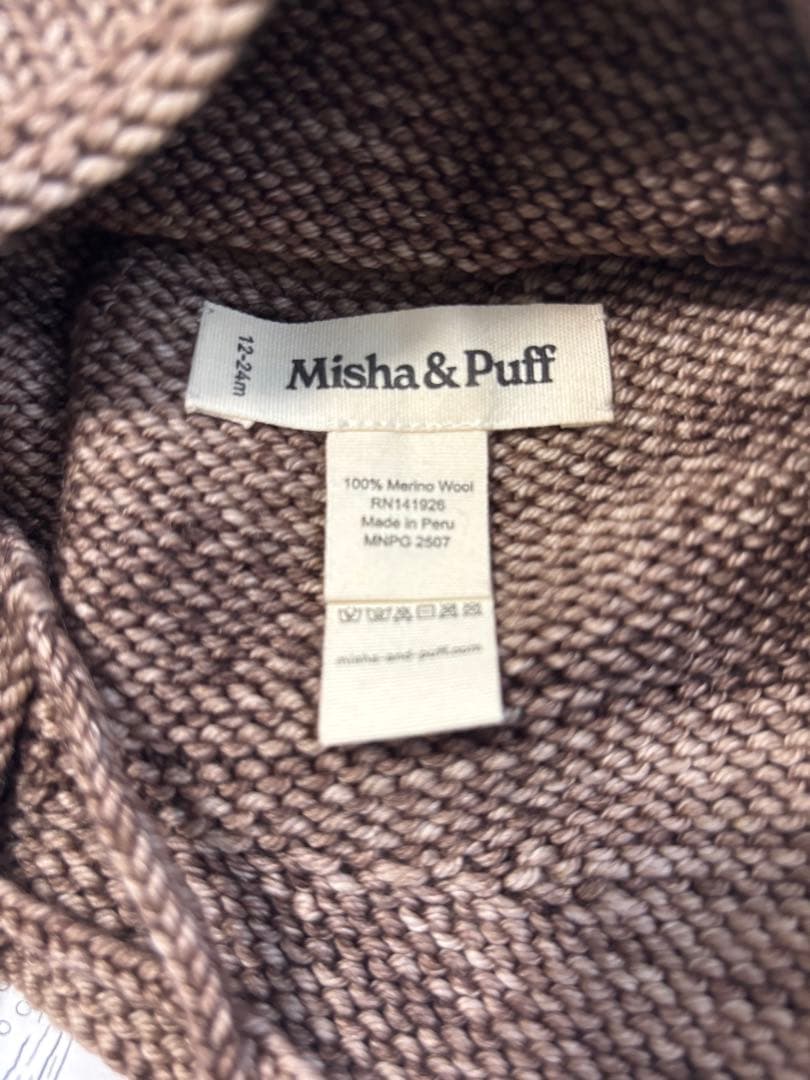 12-24m
Misha & Puff
100% Merino Wool
RN141926
Made in Peru
MNPG 2507
misha-and-puff.com